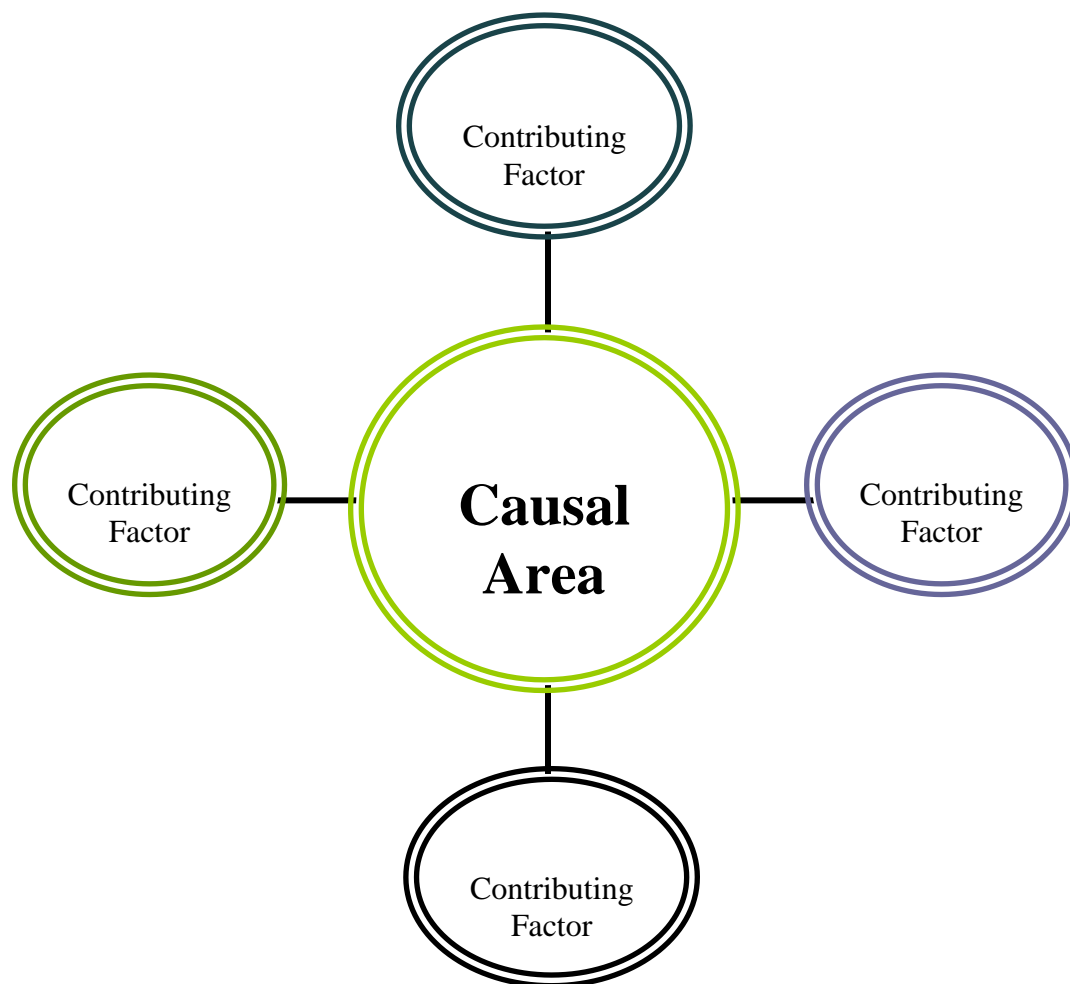 Contributing
Factor
Contributing
Factor
Causal
Area
Contributing
Factor
Contributing
Factor